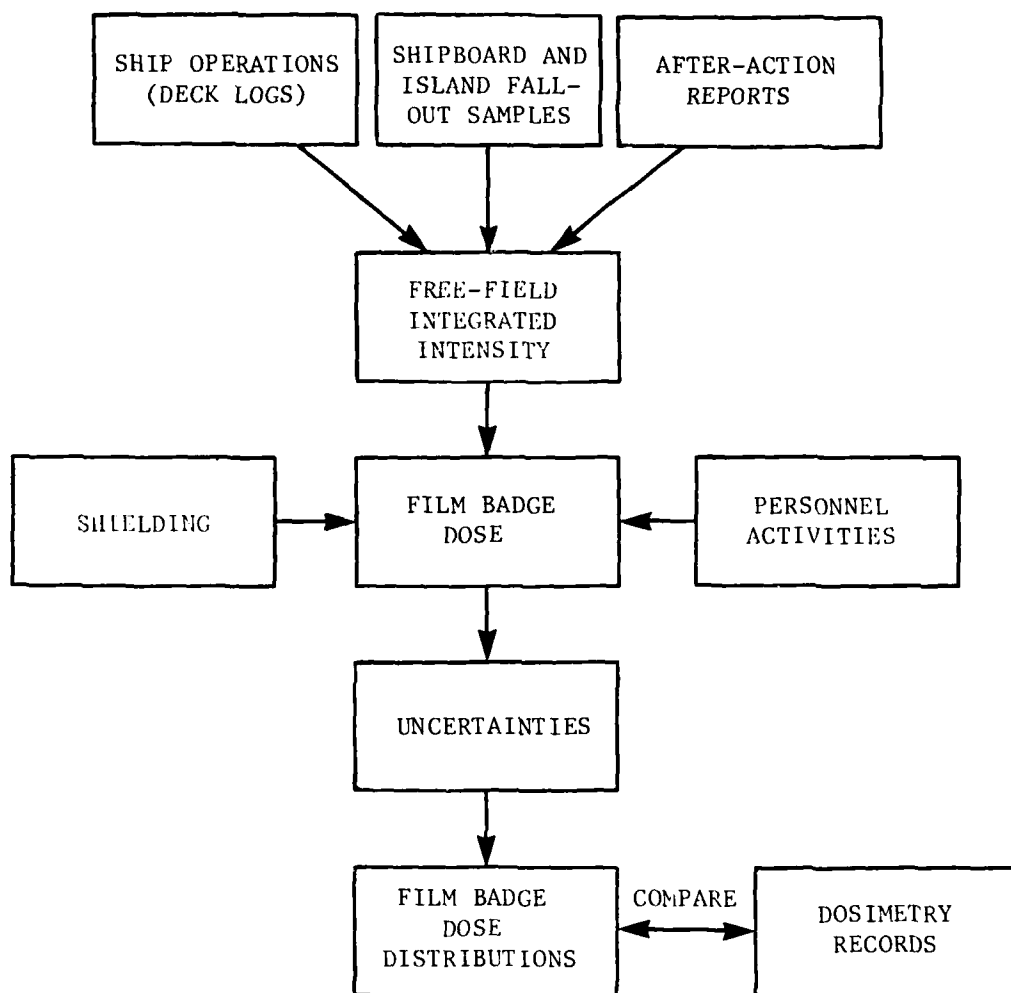 SHIP OPERATIONS
(DECK LOGS)
SHIPBOARD AND
ISLAND FALL-
OUT SAMPLES
AFTER-ACTION
REPORTS
FREE-FIELD
INTEGRATED
INTENSITY
SHIELDING
FILM BADGE
DOSE
PERSONNEL
ACTIVITIES
UNCERTAINTIES
FILM BADGE
DOSE
DISTRIBUTIONS
COMPARE
DOSIMETRY
RECORDS